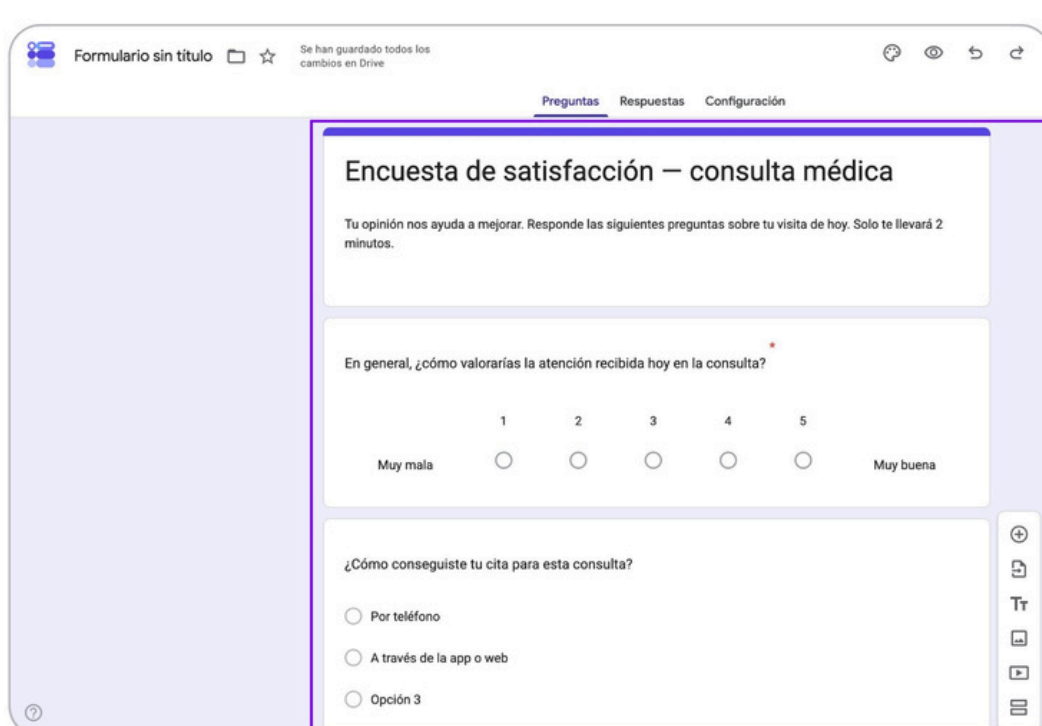 Formulario sin título
Se han guardado todos los
cambios en Drive
Preguntas Respuestas Configuración
Encuesta de satisfacción — consulta médica
Tu opinión nos ayuda a mejorar. Responde las siguientes preguntas sobre tu visita de hoy. Solo te llevará 2
minutos.
En general, ¿cómo valorarías la atención recibida hoy en la consulta? *
1 2 3 4 5
Muy mala Muy buena
¿Cómo conseguiste tu cita para esta consulta?
Por teléfono
A través de la app o web
Opción 3
Tт